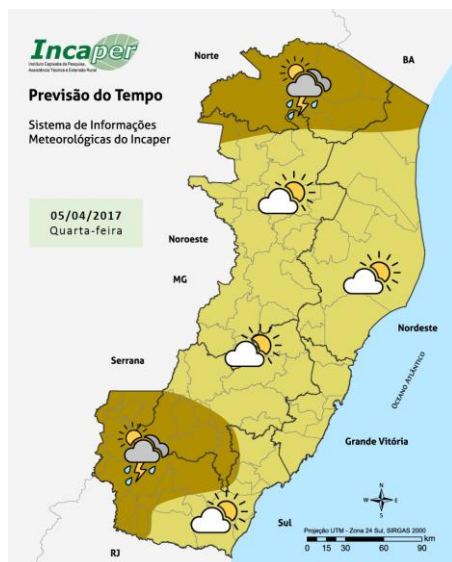 Incaper
Instituto Capixaba de Pesquisa,
Assistência Técnica e Extensão Rural
Previsão do Tempo
Sistema de Informações
Meteorológicas do Incaper
05/04/2017
Quarta-feira
Norte
BA
Noroeste
MG
Nordeste
Serrana
OCEANO ATLÂNTICO
Grande Vitória
Sul
RJ
N
W E
S
Projeção UTM - Zona 24 Sul, SIRGAS 2000
km
0 15 30 60 90